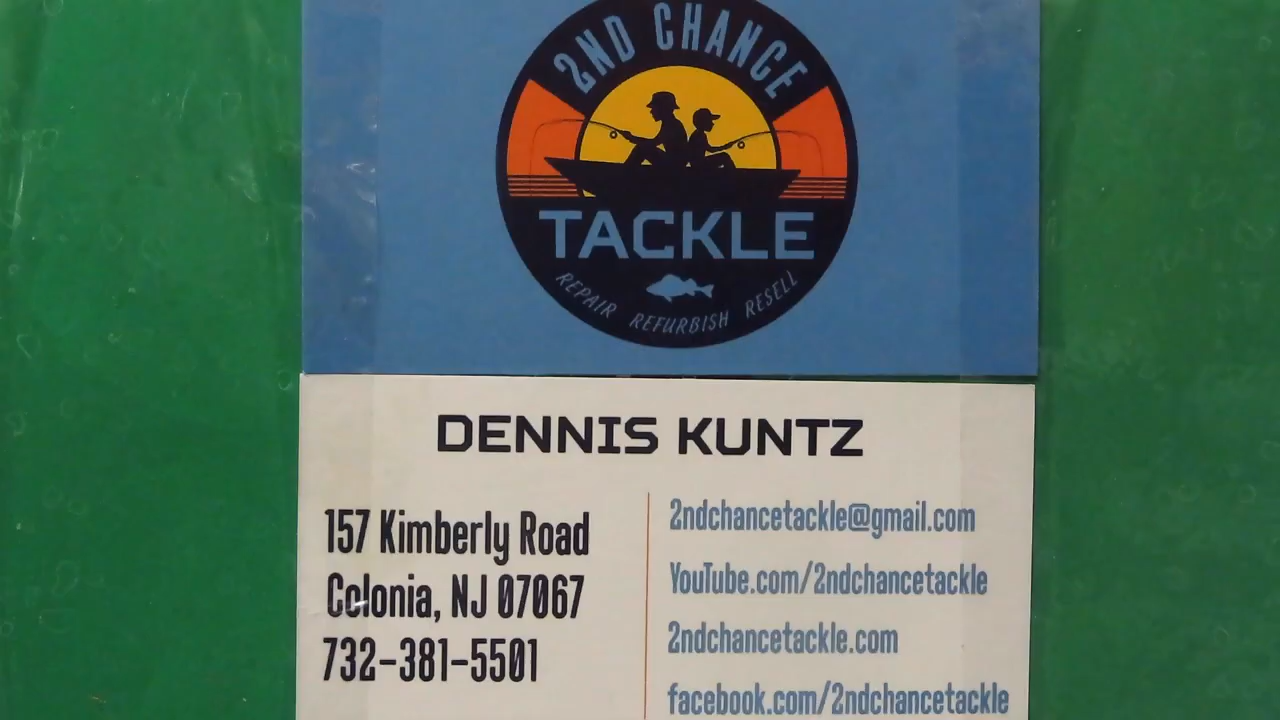 2ND CHANCE
TACKLE
REPAIR REFURBISH RESELL
DENNIS KUNTZ
157 Kimberly Road
Colonia, NJ 07067
732-381-5501
2ndchancetackle@gmail.com
YouTube.com/2ndchancetackle
2ndchancetackle.com
facebook.com/2ndchancetackle